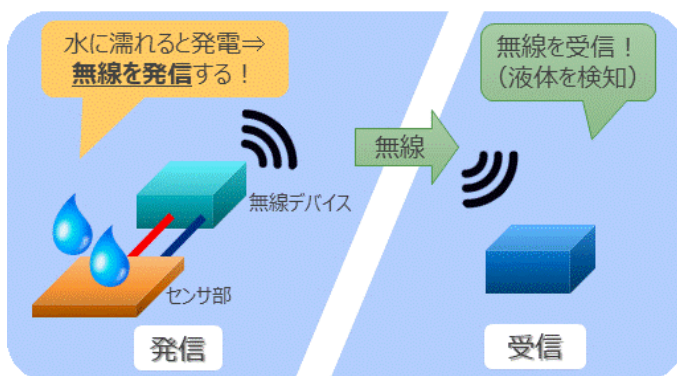 水に濡れると発電⇒
無線を発信する！
無線デバイス
センサ部
発信
無線
無線を受信！
（液体を検知）
受信